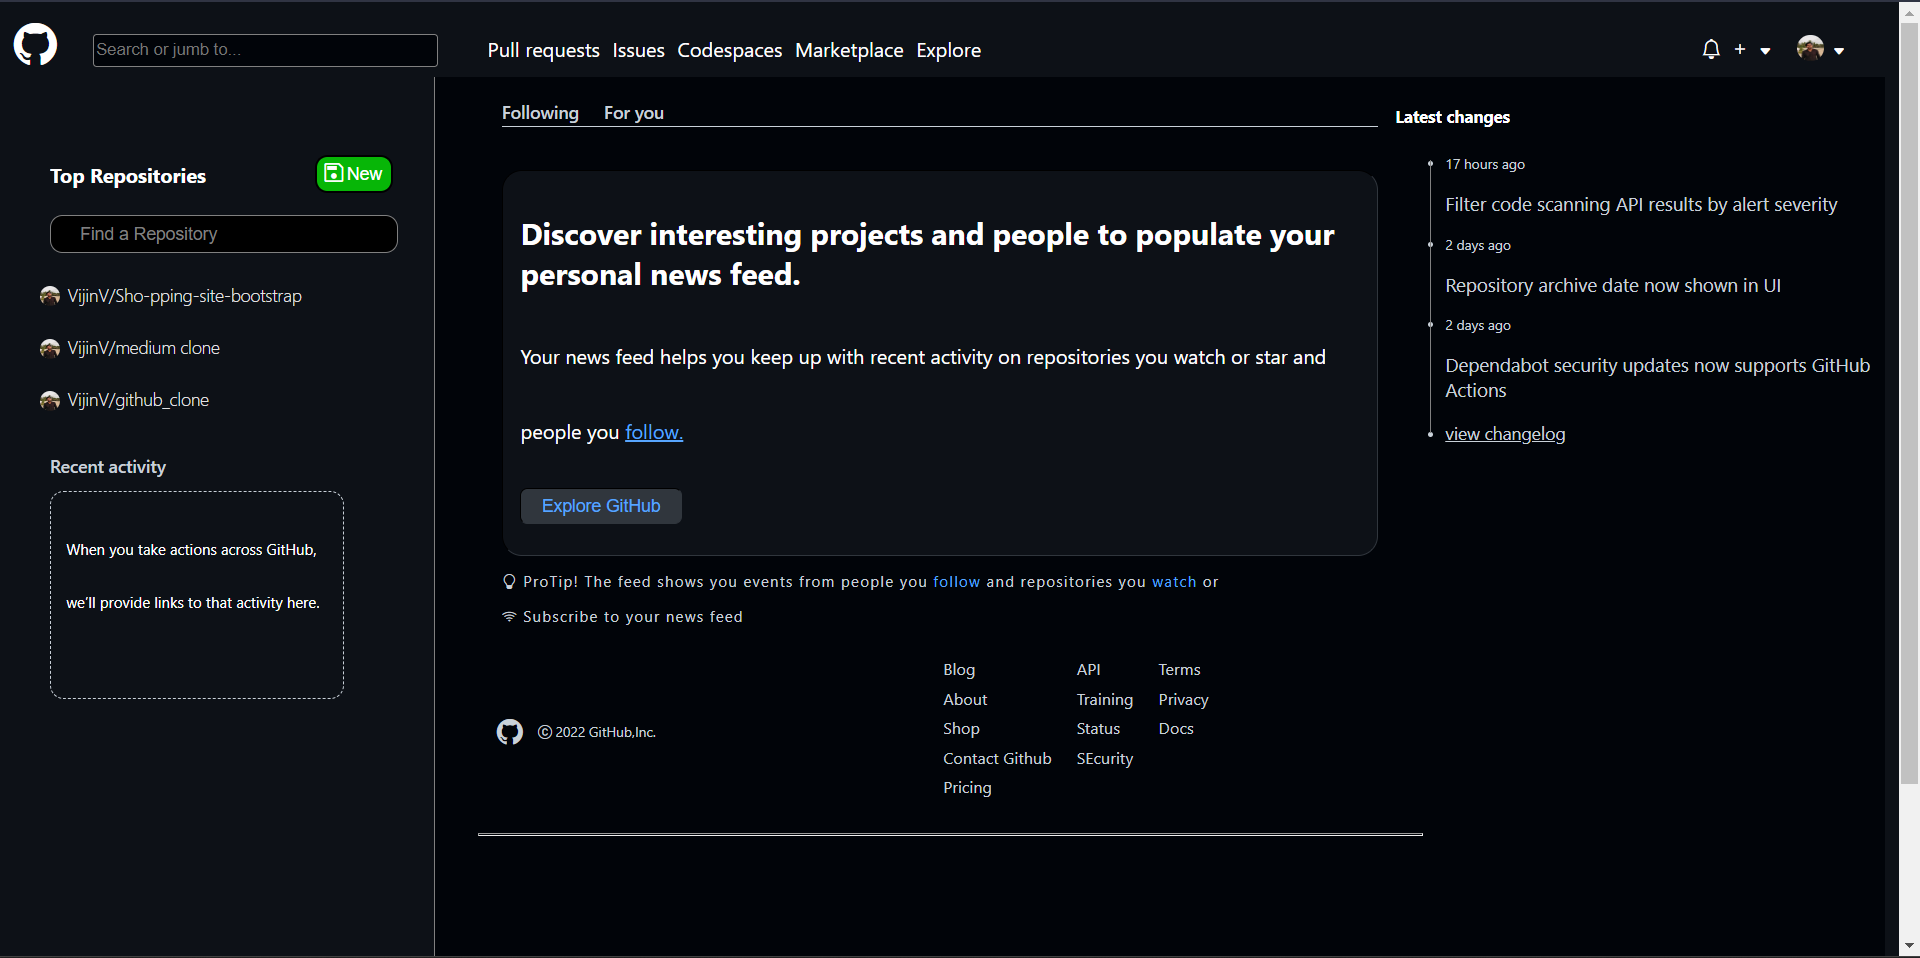 Search or jumb to...
Pull requests Issues Codespaces Marketplace Explore
+
Top Repositories
New
Find a Repository
VijinV/Sho-pping-site-bootstrap
VijinV/medium clone
VijinV/github_clone
Recent activity
When you take actions across GitHub,
we'll provide links to that activity here.
Following For you
Discover interesting projects and people to populate your
personal news feed.
Your news feed helps you keep up with recent activity on repositories you watch or star and
people you follow.
Explore GitHub
ProTip! The feed shows you events from people you follow and repositories you watch or
Subscribe to your news feed
© 2022 GitHub,Inc.
Blog
About
Shop
Contact Github
Pricing
API
Training
Status
SEcurity
Terms
Privacy
Docs
Latest changes
17 hours ago
Filter code scanning API results by alert severity
2 days ago
Repository archive date now shown in UI
2 days ago
Dependabot security updates now supports GitHub
Actions
view changelog